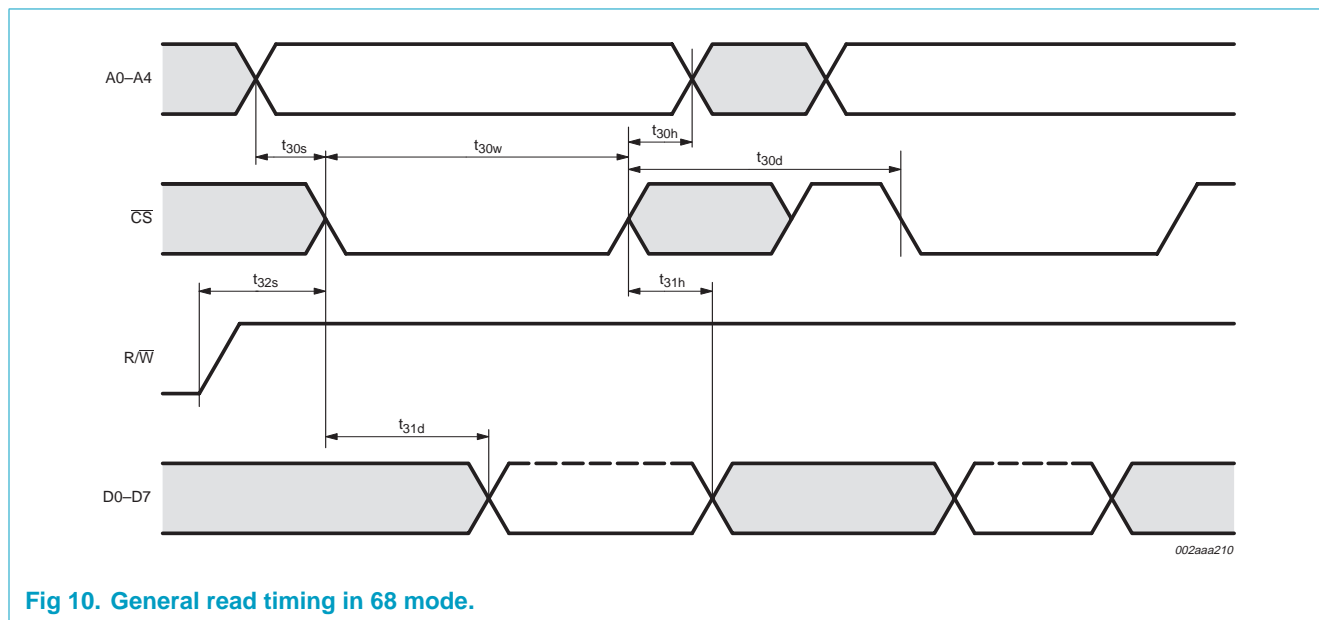 A0–A4
t30h
t30s
t30w
t30d
C̅S̅
t32s
t31h
R/W̅
t31d
D0–D7
002aaa210
Fig 10. General read timing in 68 mode.